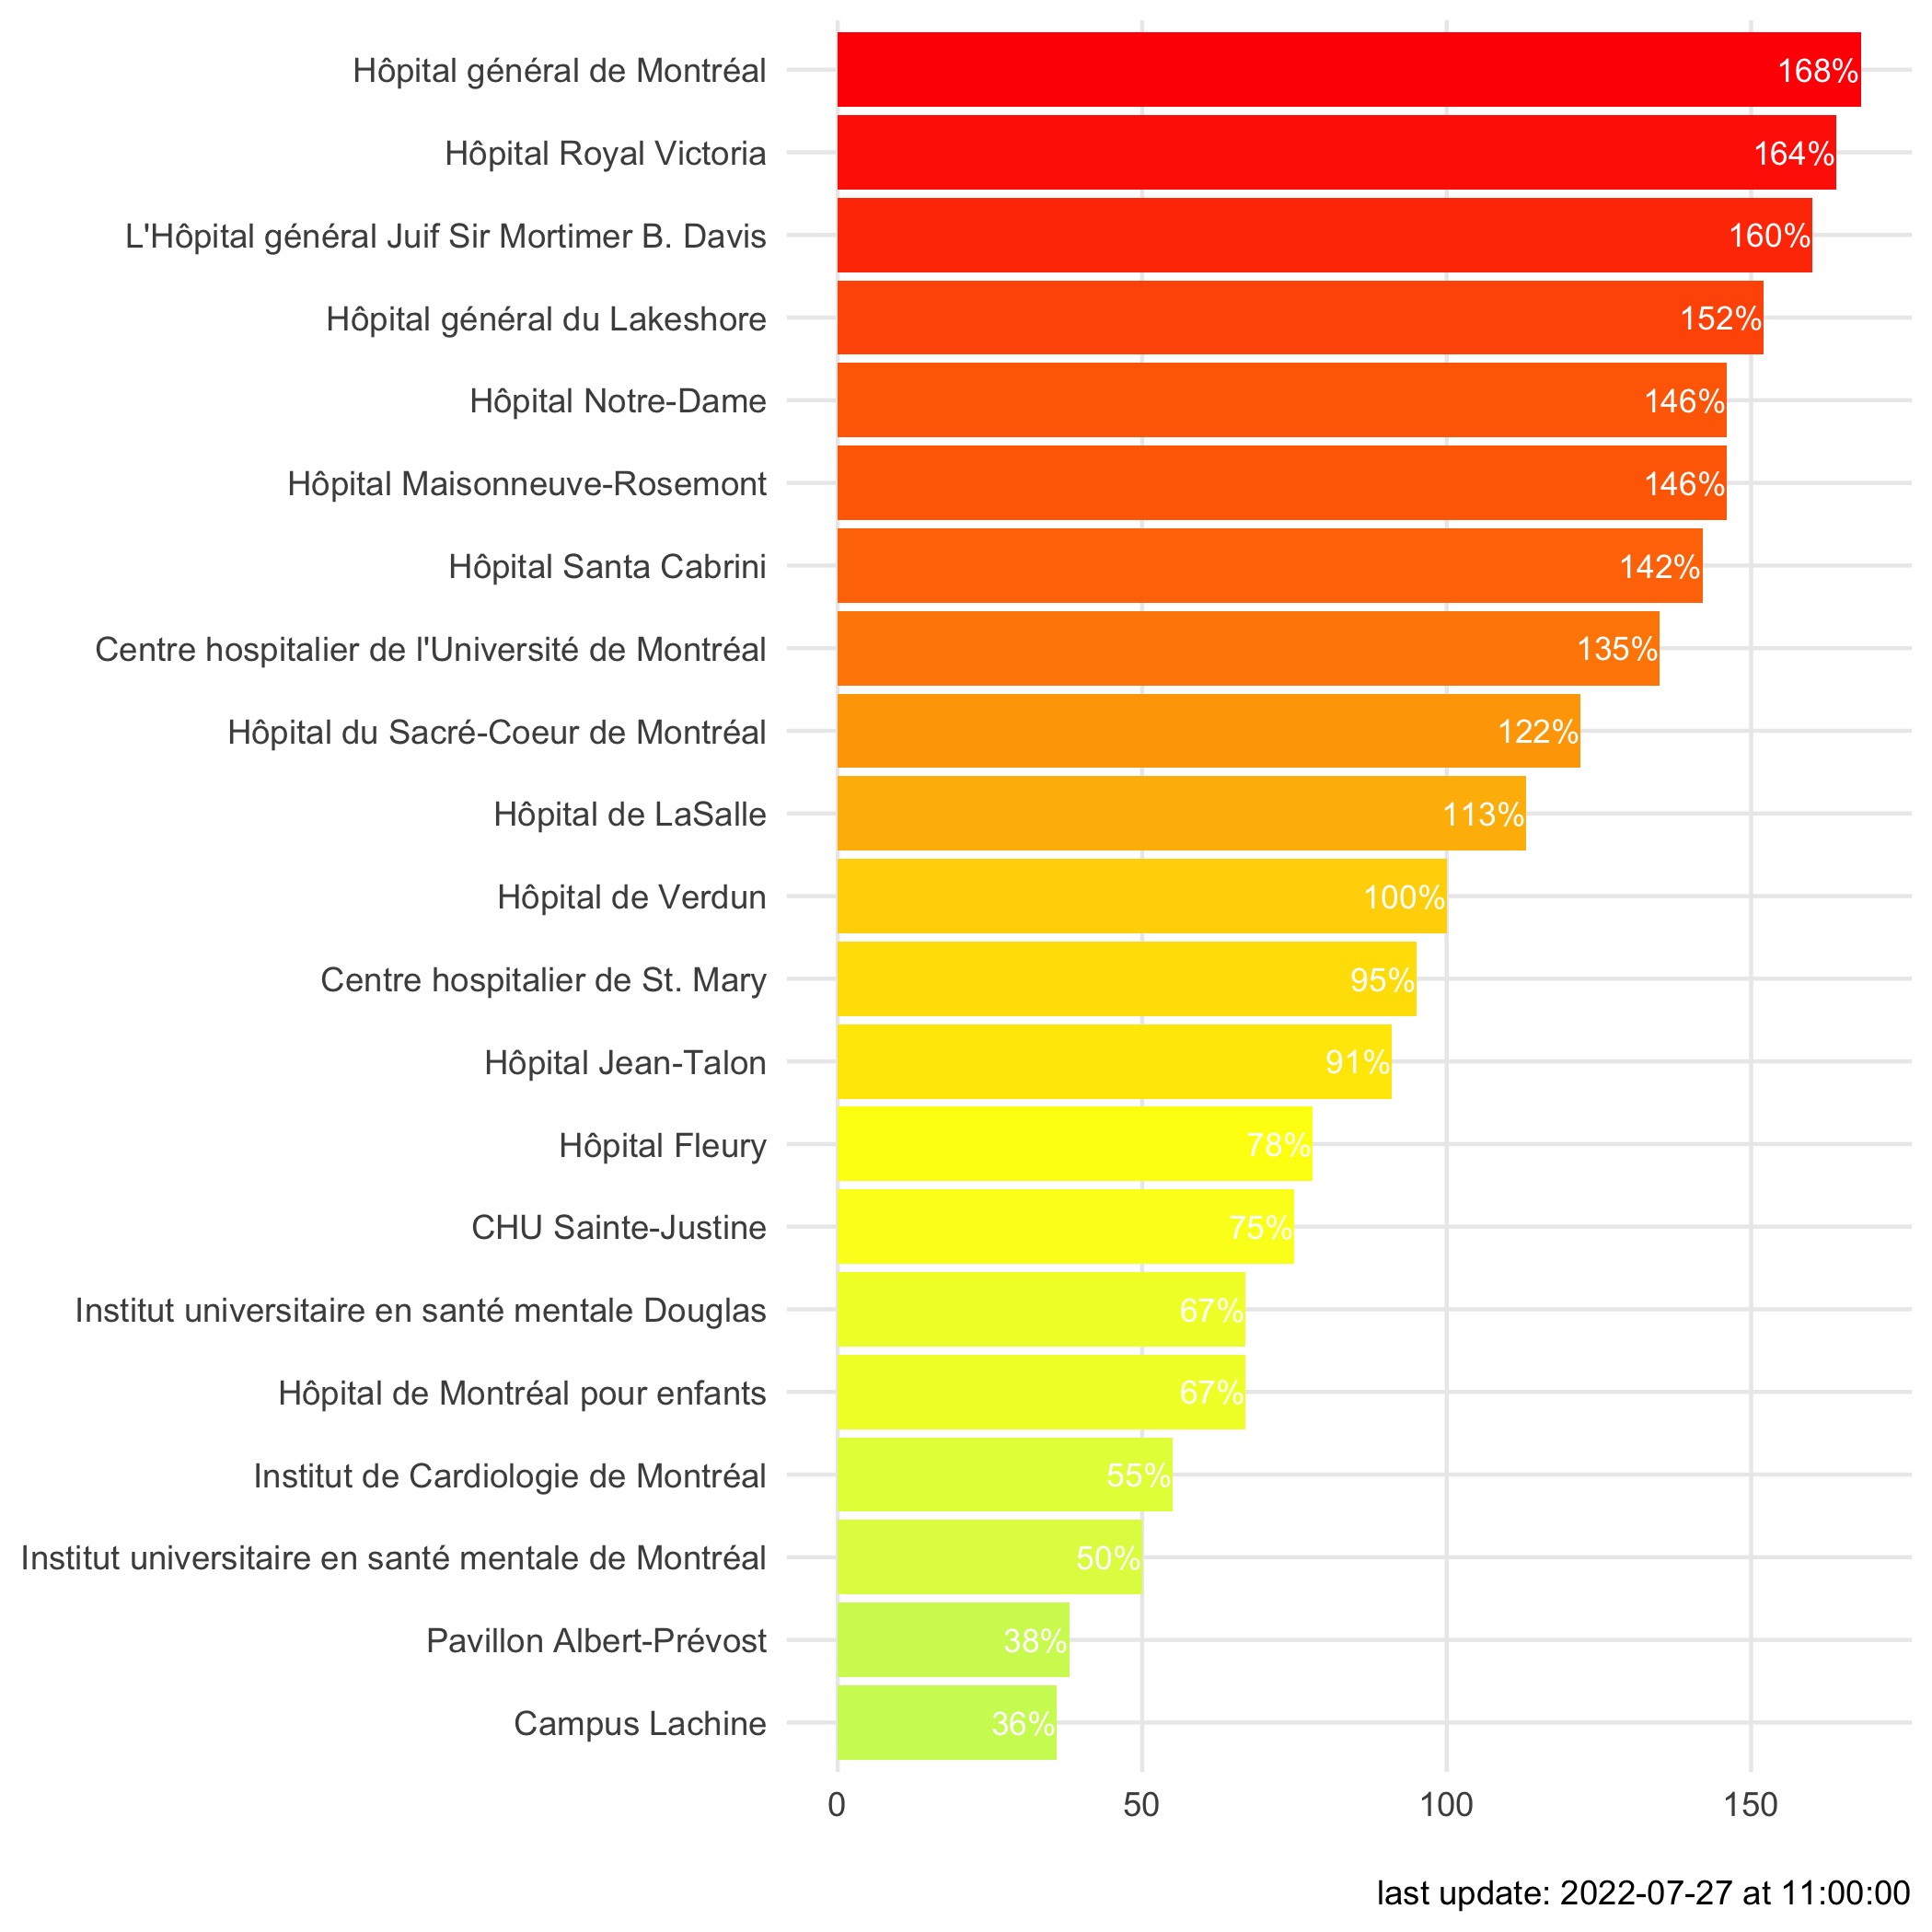 Hôpital général de Montréal 168%
Hôpital Royal Victoria 164%
L'Hôpital général Juif Sir Mortimer B. Davis 160%
Hôpital général du Lakeshore 152%
Hôpital Notre-Dame 146%
Hôpital Maisonneuve-Rosemont 146%
Hôpital Santa Cabrini 142%
Centre hospitalier de l'Université de Montréal 135%
Hôpital du Sacré-Coeur de Montréal 122%
Hôpital de LaSalle 113%
Hôpital de Verdun 100%
Centre hospitalier de St. Mary 95%
Hôpital Jean-Talon 91%
Hôpital Fleury 78%
CHU Sainte-Justine 75%
Institut universitaire en santé mentale Douglas 67%
Hôpital de Montréal pour enfants 67%
Institut de Cardiologie de Montréal 55%
Institut universitaire en santé mentale de Montréal 50%
Pavillon Albert-Prévost 38%
Campus Lachine 36%
0 50 100 150
last update: 2022-07-27 at 11:00:00